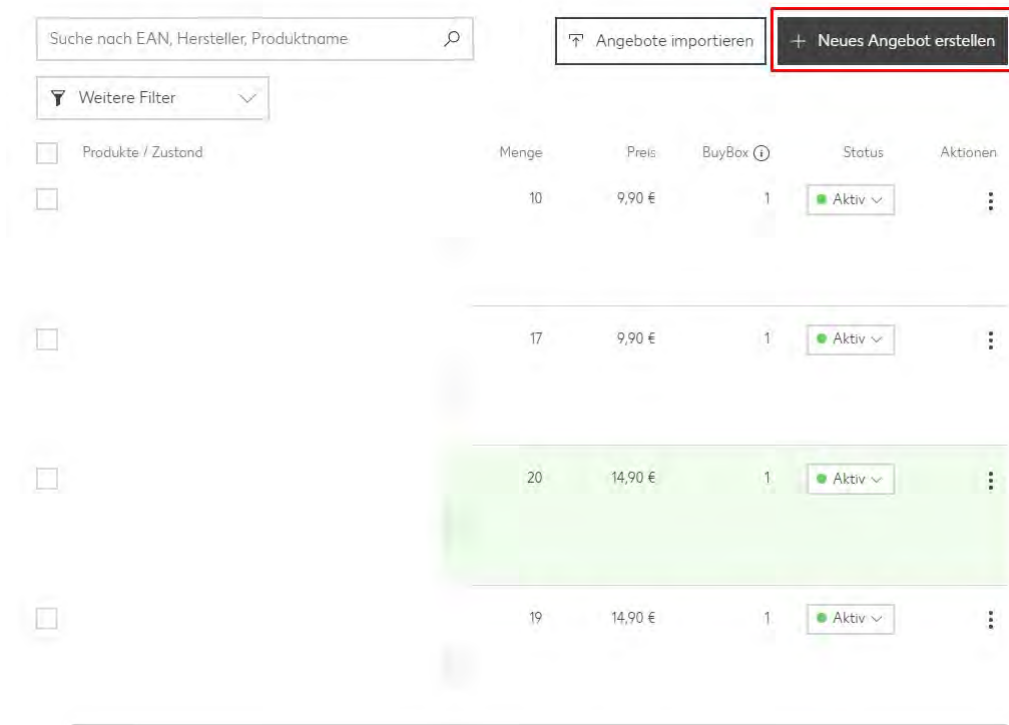 Suche nach EAN, Hersteller, Produktname
Angebote importieren
+ Neues Angebot erstellen
Weitere Filter
Produkte / Zustand Menge Preis BuyBox Status Aktionen
10 9,90 € 1 Aktiv
17 9,90 € 1 Aktiv
20 14,90 € 1 Aktiv
19 14,90 € 1 Aktiv